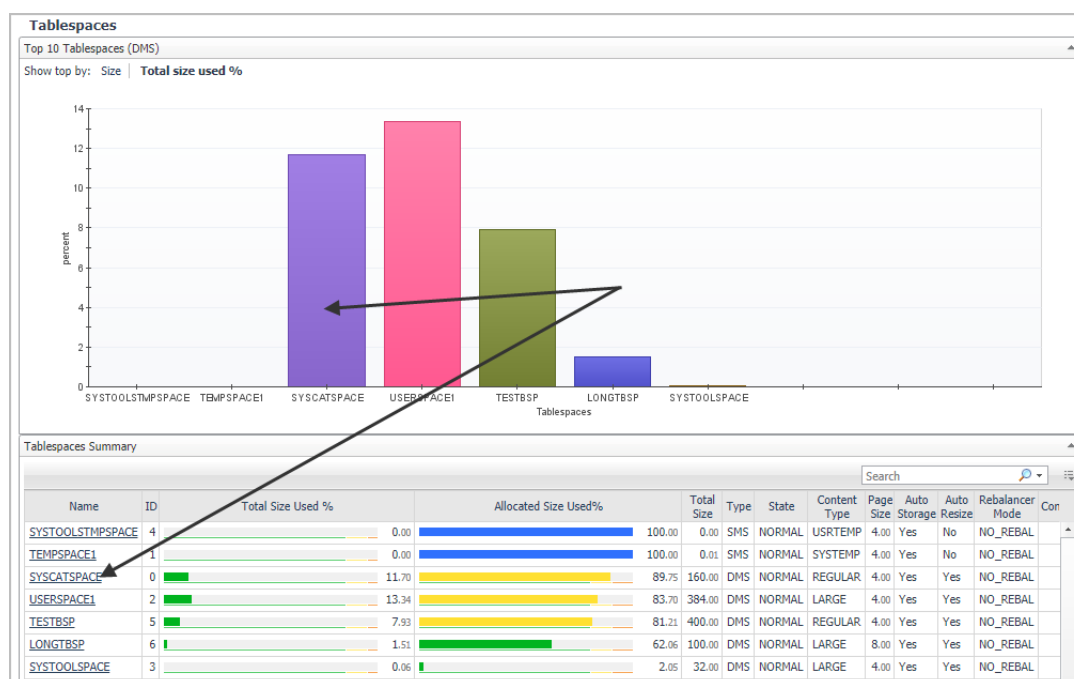 Tablespaces
Top 10 Tablespaces (DMS)
Show top by: Size Total size used %
14
12
10
8
6
4
2
0
percent
SYSTOOLSTMPSPACE TEMPSPACE1 SYSCATSPACE USERSPACE1 TESTBSP LONGTBSP SYSTOOLSPACE
Tablespaces
Tablespaces Summary
Search
Name ID Total Size Used % Allocated Size Used% Total Size Type State Content Type Page Size Auto Storage Auto Resize Rebalancer Mode Con
SYSTOOLSTMPSPACE 4 0.00 100.00 0.00 SMS NORMAL USRTEMP 4.00 Yes No NO_REBAL
TEMPSPACE1 1 0.00 100.00 0.01 SMS NORMAL SYSTEMP 4.00 Yes No NO_REBAL
SYSCATSPACE 0 11.70 89.75 160.00 DMS NORMAL REGULAR 4.00 Yes Yes NO_REBAL
USERSPACE1 2 13.34 83.70 384.00 DMS NORMAL LARGE 4.00 Yes Yes NO_REBAL
TESTBSP 5 7.93 81.21 400.00 DMS NORMAL REGULAR 4.00 Yes Yes NO_REBAL
LONGTBSP 6 1.51 62.06 100.00 DMS NORMAL LARGE 8.00 Yes Yes NO_REBAL
SYSTOOLSPACE 3 0.06 2.05 32.00 DMS NORMAL LARGE 4.00 Yes Yes NO_REBAL